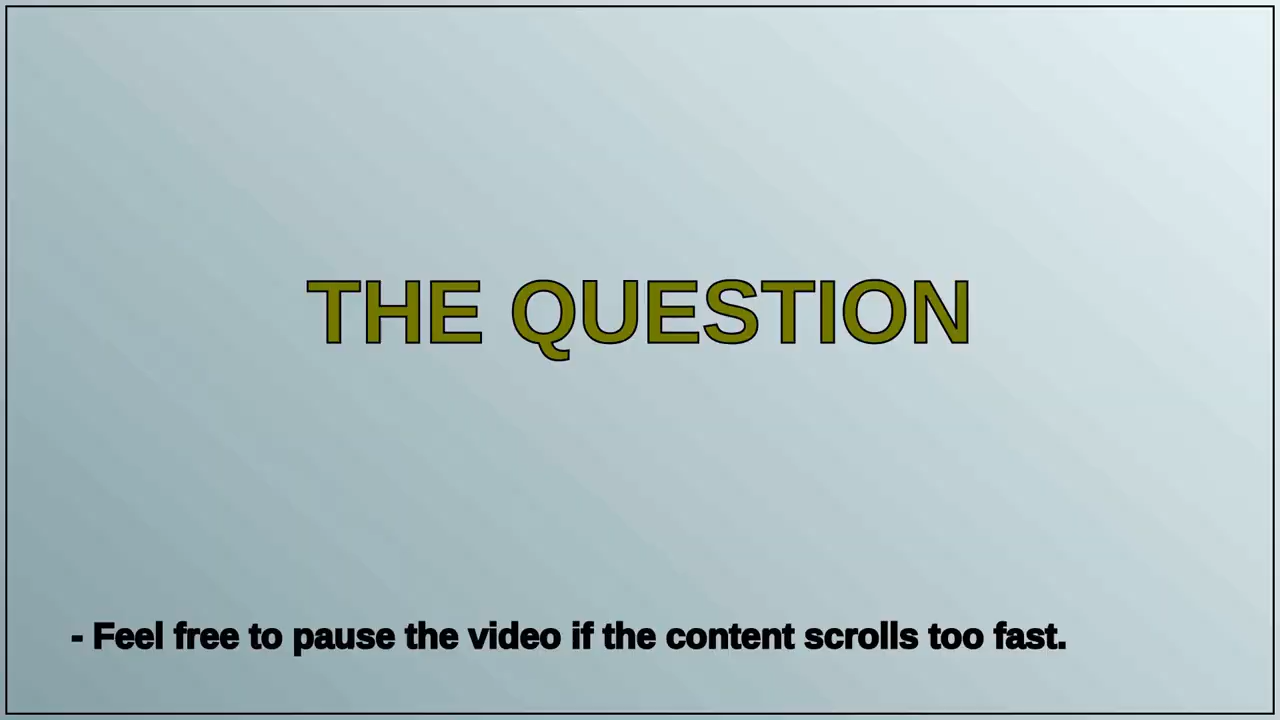 THE QUESTION
- Feel free to pause the video if the content scrolls too fast.